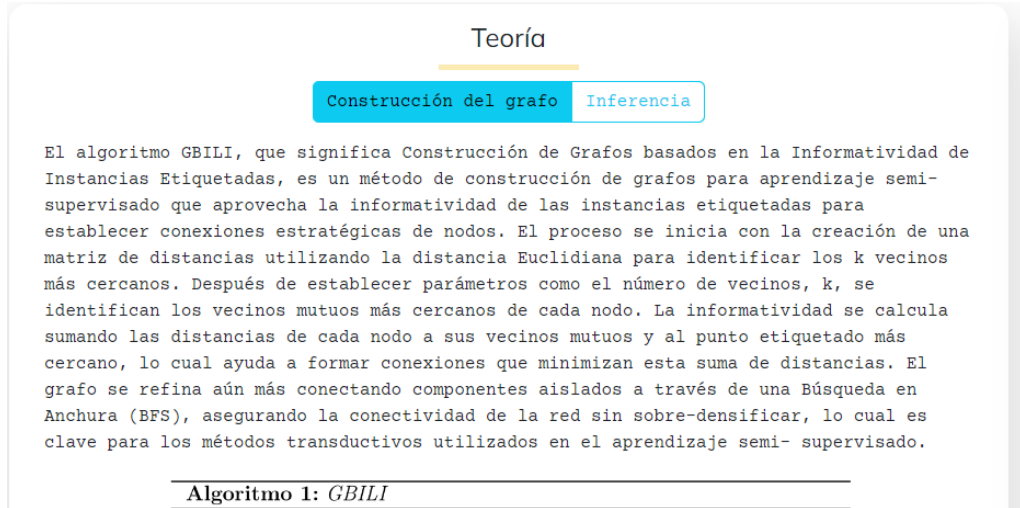 Teoría
Construcción del grafo Inferencia
El algoritmo GBILI, que significa Construcción de Grafos basados en la Informatividad de
Instancias Etiquetadas, es un método de construcción de grafos para aprendizaje semi-
supervisado que aprovecha la informatividad de las instancias etiquetadas para
establecer conexiones estratégicas de nodos. El proceso se inicia con la creación de una
matriz de distancias utilizando la distancia Euclidiana para identificar los k vecinos
más cercanos. Después de establecer parámetros como el número de vecinos, k, se
identifican los vecinos mutuos más cercanos de cada nodo. La informatividad se calcula
sumando las distancias de cada nodo a sus vecinos mutuos y al punto etiquetado más
cercano, lo cual ayuda a formar conexiones que minimizan esta suma de distancias. El
grafo se refina aún más conectando componentes aislados a través de una Búsqueda en
Anchura (BFS), asegurando la conectividad de la red sin sobre-densificar, lo cual es
clave para los métodos transductivos utilizados en el aprendizaje semi- supervisado.
Algoritmo 1: GBILI